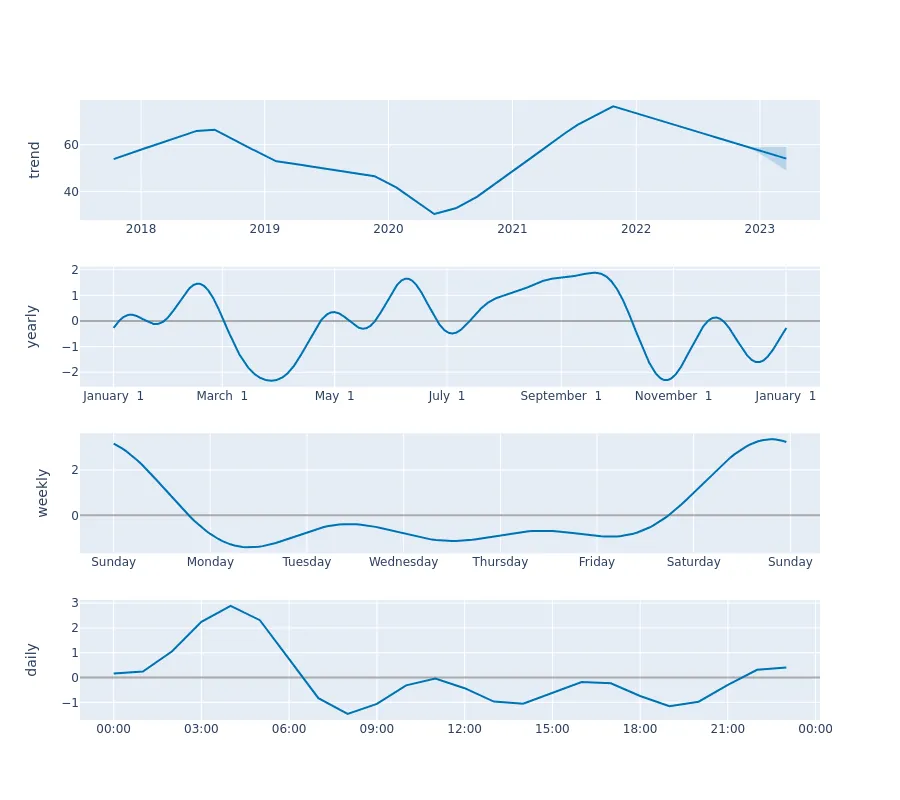 trend
60
40
2018 2019 2020 2021 2022 2023
yearly
2
1
0
−1
−2
January 1 March 1 May 1 July 1 September 1 November 1 January 1
weekly
2
0
Sunday Monday Tuesday Wednesday Thursday Friday Saturday Sunday
daily
3
2
1
0
−1
00:00 03:00 06:00 09:00 12:00 15:00 18:00 21:00 00:00